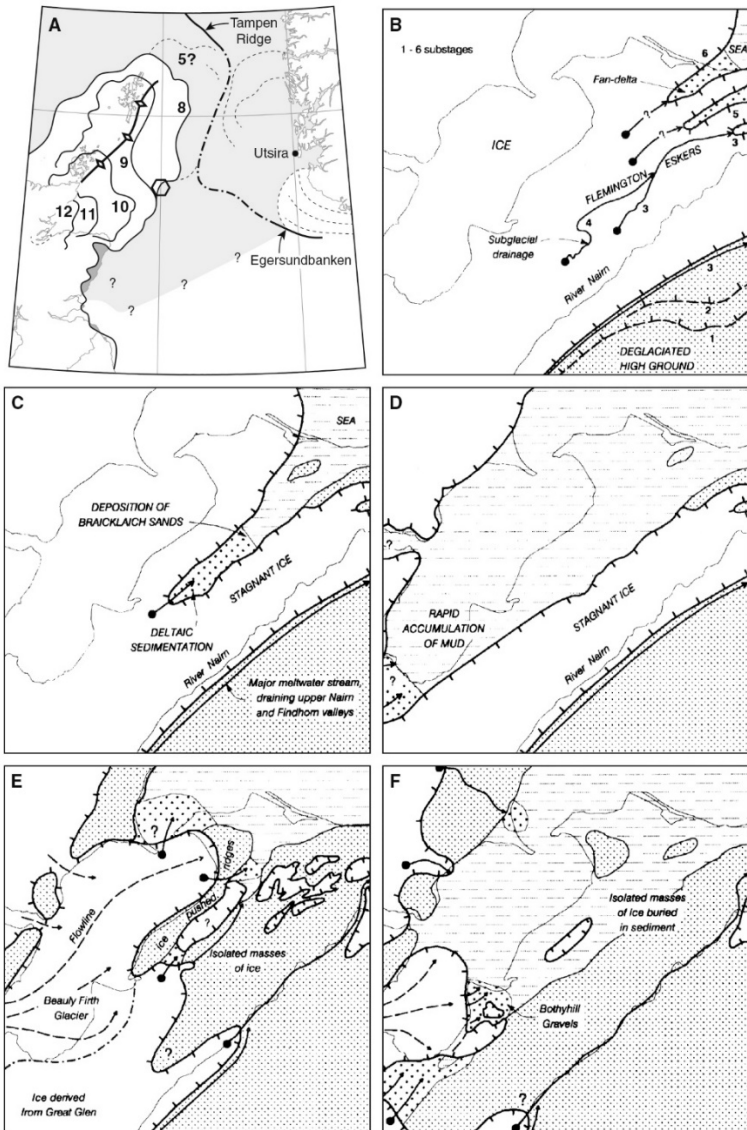 A
Tampen
Ridge
5?
8
Utsira
9
12
11
10
Egersundbanken
?
?
?
?
B
1 - 6 substages
6
SEA
Fan-delta
?
5
?
ICE
3
FLEMINGTON
ESKERS
4
3
Subglacial
drainage
River Nairn
3
2
1
DEGLACIATED
HIGH GROUND
C
SEA
DEPOSITION OF
BRAICKLAICH SANDS
STAGNANT ICE
DELTAIC
SEDIMENTATION
River Nairn
Major meltwater stream,
draining upper Nairn
and Findhorn valleys
D
?
RAPID
ACCUMULATION
OF MUD
STAGNANT ICE
?
River Nairn
E
?
ridges
pushed
Flowline
?
ice
Isolated masses
of ice
Beauly Firth
Glacier
?
Ice derived
from Great Glen
F
Isolated masses
of Ice buried
in sediment
Bothyhill
Gravels
?